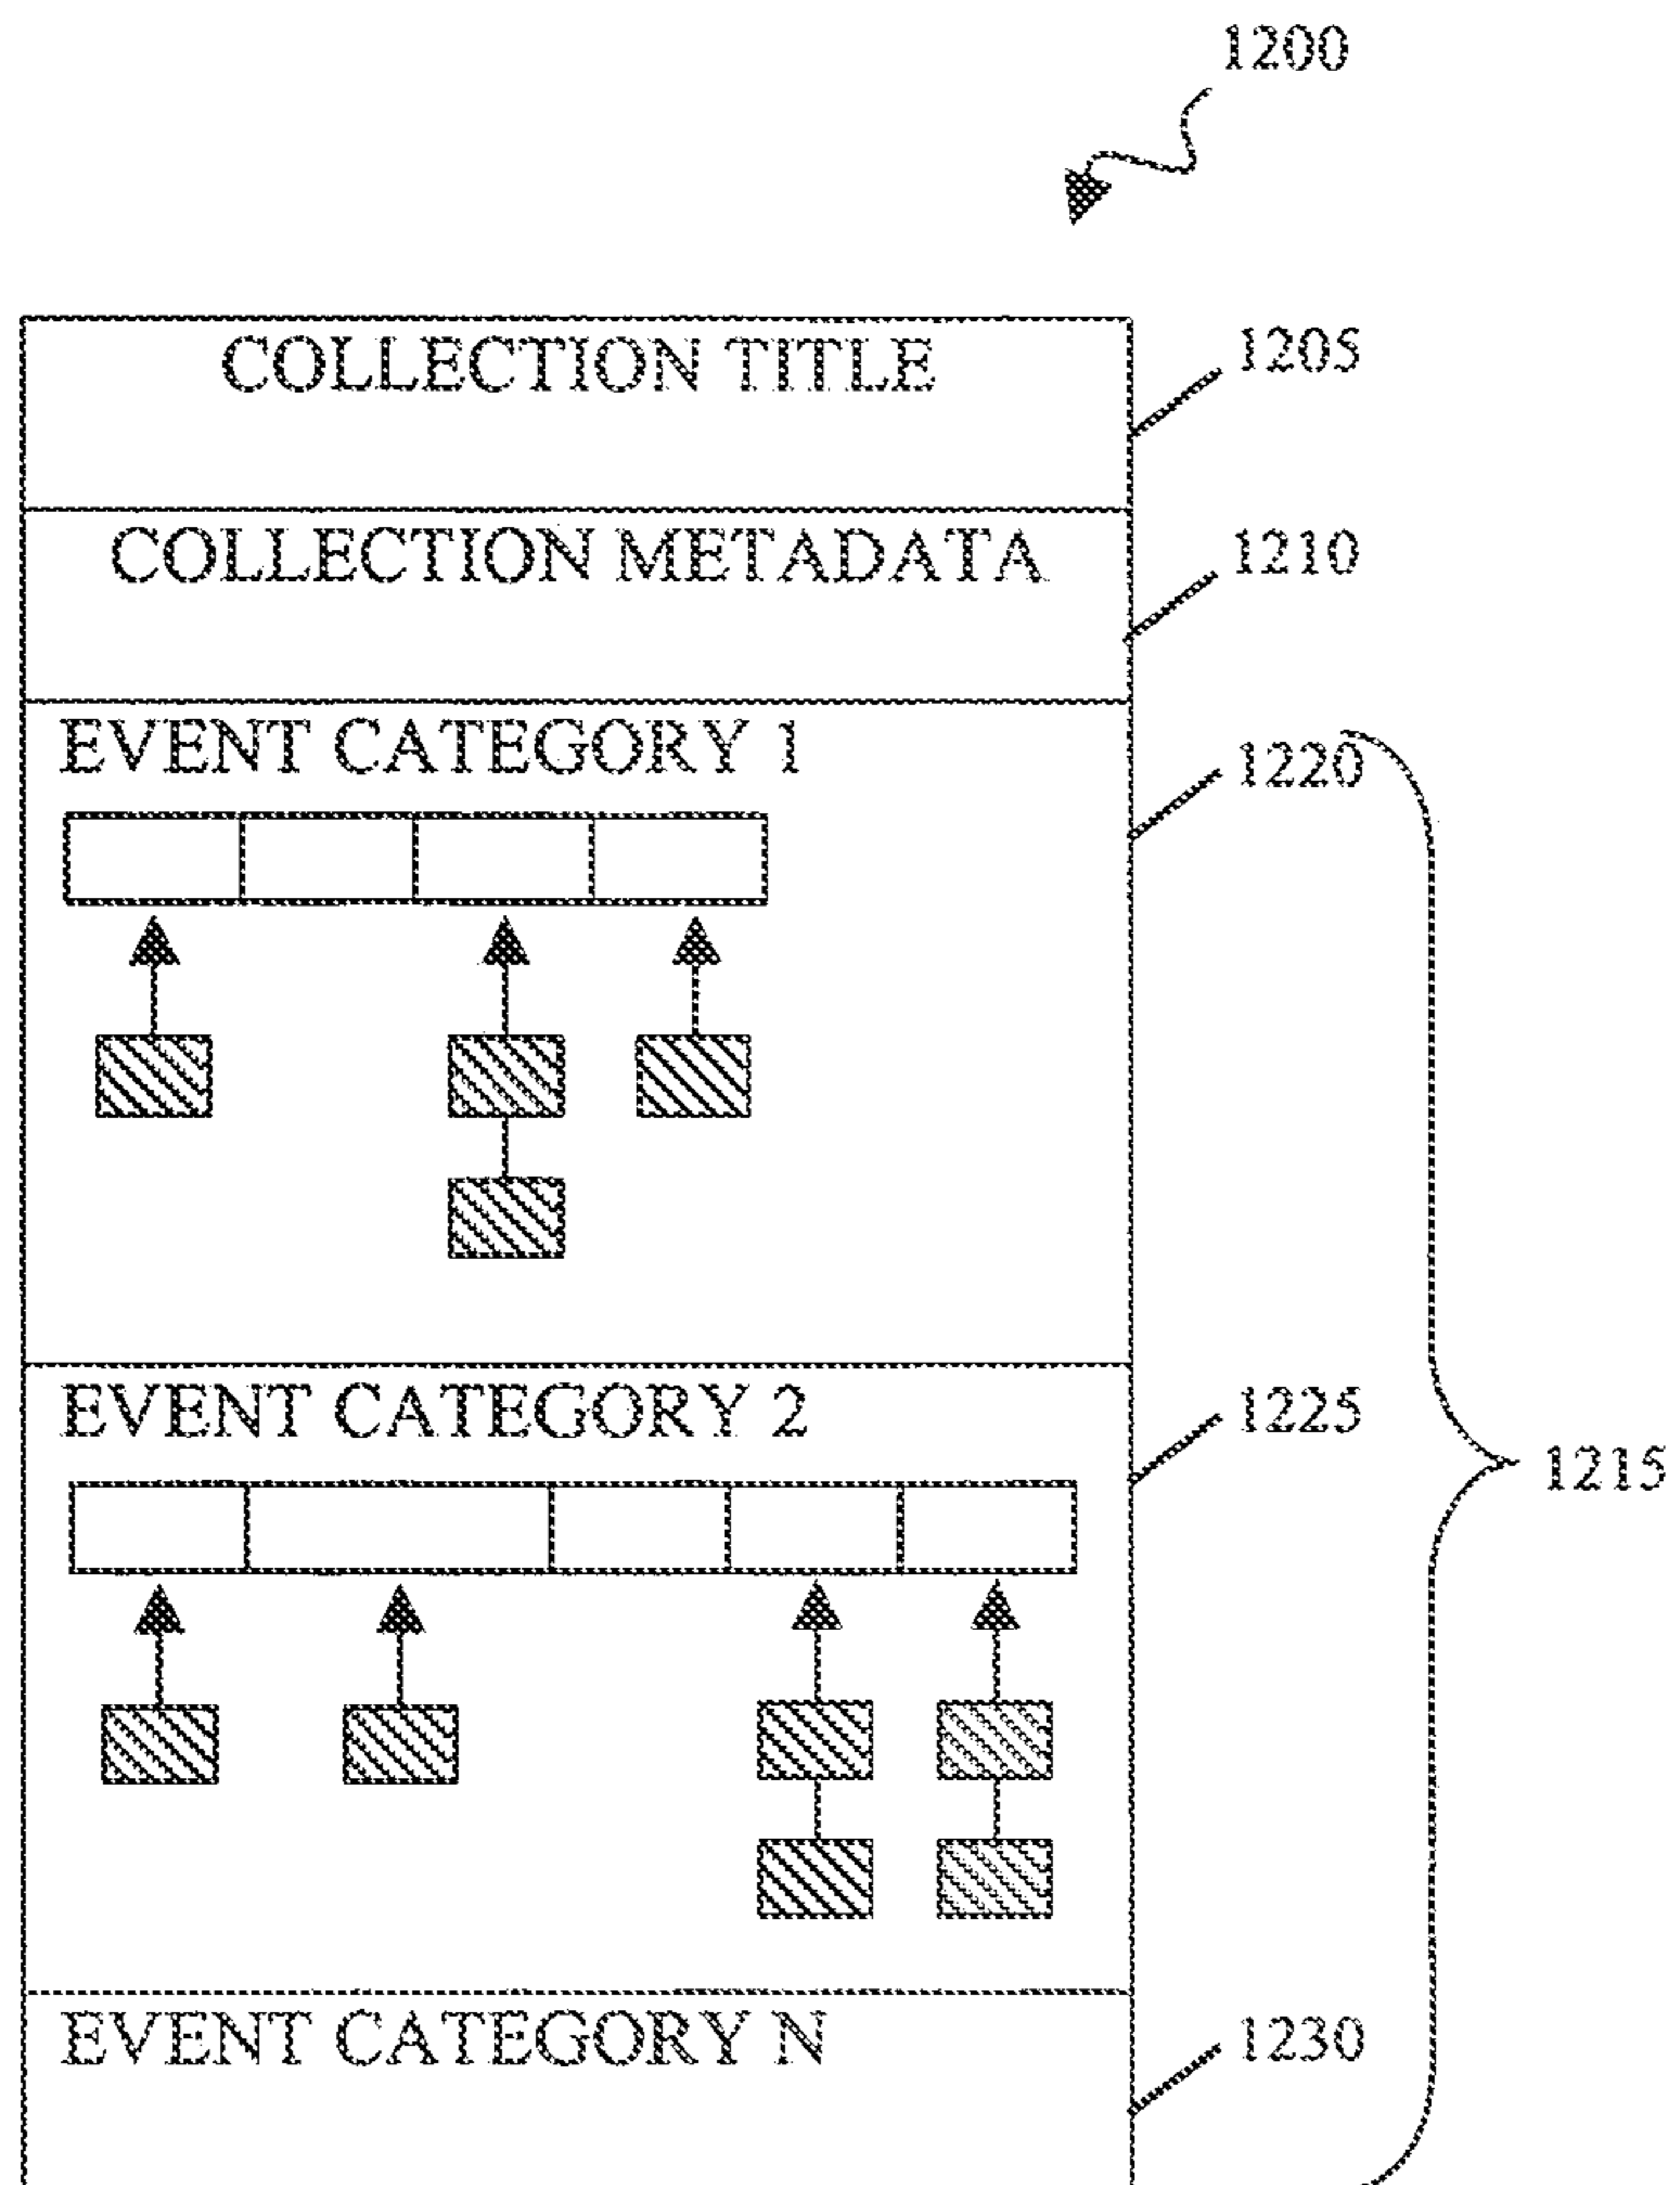 1200
COLLECTION TITLE
1205
COLLECTION METADATA
1210
EVENT CATEGORY 1
1220
EVENT CATEGORY 2
1225
1215
EVENT CATEGORY N
1230